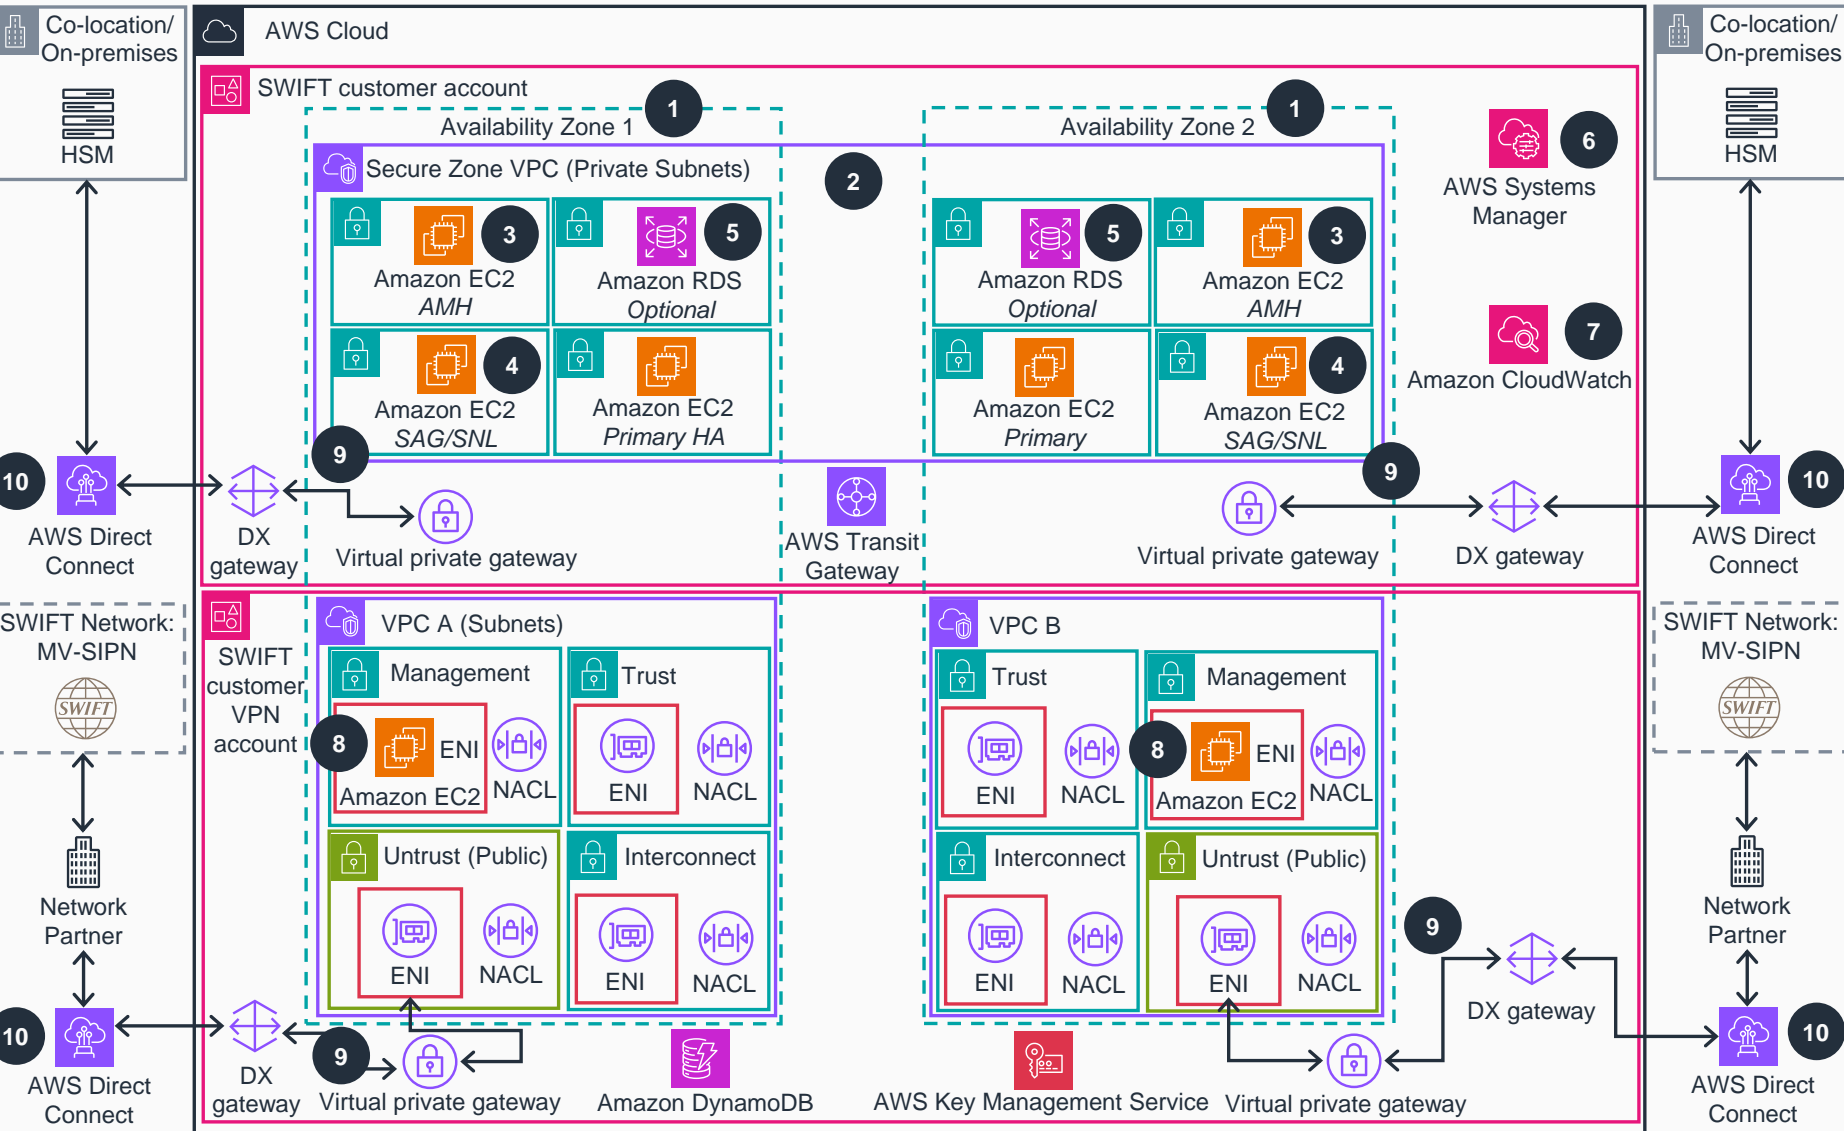 Co-location/
On-premises
HSM
10
AWS Direct
Connect
SWIFT Network:
MV-SIPN
SWIFT
Network
Partner
10
AWS Direct
Connect
AWS Cloud
SWIFT customer account
1
1
Availability Zone 1
Availability Zone 2
Secure Zone VPC (Private Subnets)
2
3
Amazon EC2
AMH
5
Amazon RDS
Optional
4
Amazon EC2
SAG/SNL
Amazon EC2
Primary HA
5
Amazon RDS
Optional
3
Amazon EC2
AMH
Amazon EC2
Primary
4
Amazon EC2
SAG/SNL
6
AWS Systems
Manager
7
Amazon CloudWatch
9
DX
gateway
Virtual private gateway
AWS Transit
Gateway
Virtual private gateway
9
DX gateway
SWIFT
customer
VPN
account
VPC A (Subnets)
Management
8
ENI
Amazon EC2
NACL
Trust
ENI
NACL
Untrust (Public)
ENI
NACL
Interconnect
ENI
NACL
VPC B
Trust
ENI
NACL
Management
8
ENI
Amazon EC2
NACL
Interconnect
ENI
NACL
Untrust (Public)
ENI
NACL
9
DX gateway
DX
gateway
9
Virtual private gateway
Amazon DynamoDB
AWS Key Management Service
Virtual private gateway
Co-location/
On-premises
HSM
10
AWS Direct
Connect
SWIFT Network:
MV-SIPN
SWIFT
Network
Partner
10
AWS Direct
Connect